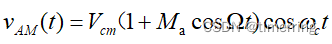 v_AM(t) = V_cm(1 + M_a cos Ωt) cos ω_c t